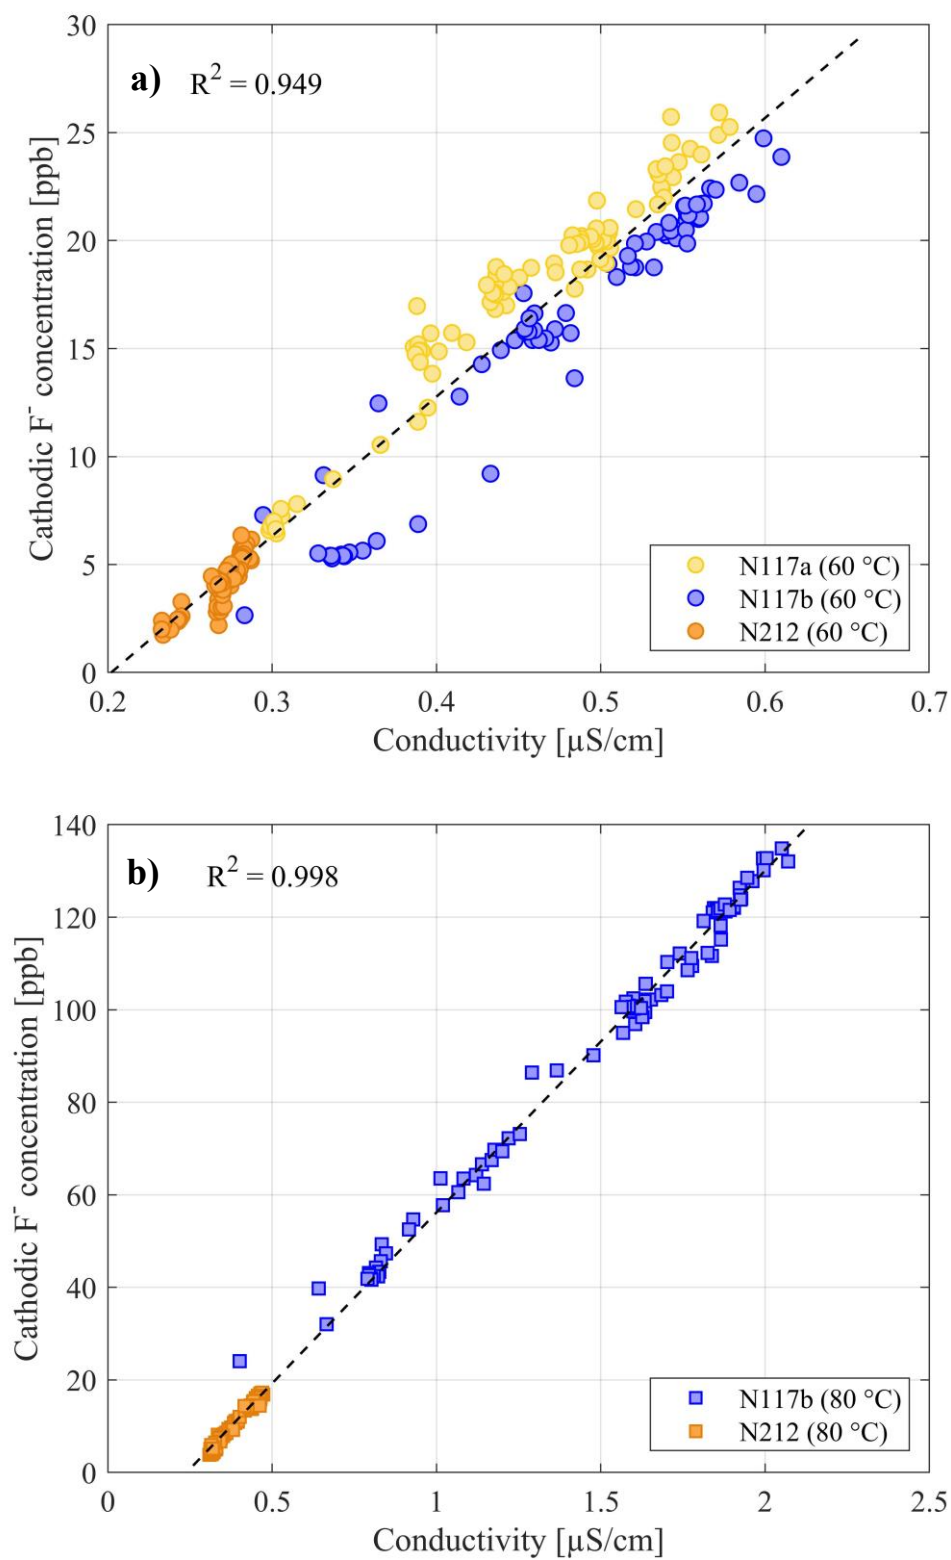 a) R² = 0.949
Cathodic F⁻ concentration [ppb]
30
25
20
15
10
5
0
N117a (60 °C)
N117b (60 °C)
N212 (60 °C)
0.2 0.3 0.4 0.5 0.6 0.7
Conductivity [µS/cm]
b) R² = 0.998
Cathodic F⁻ concentration [ppb]
140
120
100
80
60
40
20
0
N117b (80 °C)
N212 (80 °C)
0 0.5 1 1.5 2 2.5
Conductivity [µS/cm]